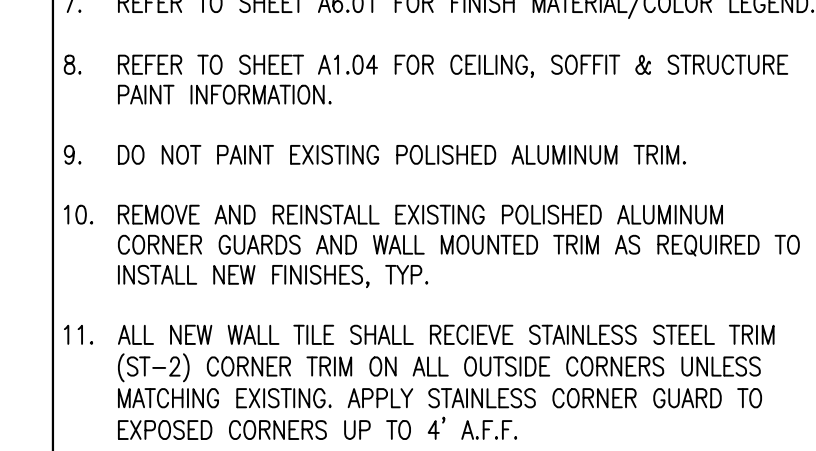 7. REFER TO SHEET A6.01 FOR FINISH MATERIAL/COLOR LEGEND.
8. REFER TO SHEET A1.04 FOR CEILING, SOFFIT & STRUCTURE
PAINT INFORMATION.
9. DO NOT PAINT EXISTING POLISHED ALUMINUM TRIM.
10. REMOVE AND REINSTALL EXISTING POLISHED ALUMINUM
CORNER GUARDS AND WALL MOUNTED TRIM AS REQUIRED TO
INSTALL NEW FINISHES, TYP.
11. ALL NEW WALL TILE SHALL RECIEVE STAINLESS STEEL TRIM
(ST-2) CORNER TRIM ON ALL OUTSIDE CORNERS UNLESS
MATCHING EXISTING. APPLY STAINLESS CORNER GUARD TO
EXPOSED CORNERS UP TO 4' A.F.F.